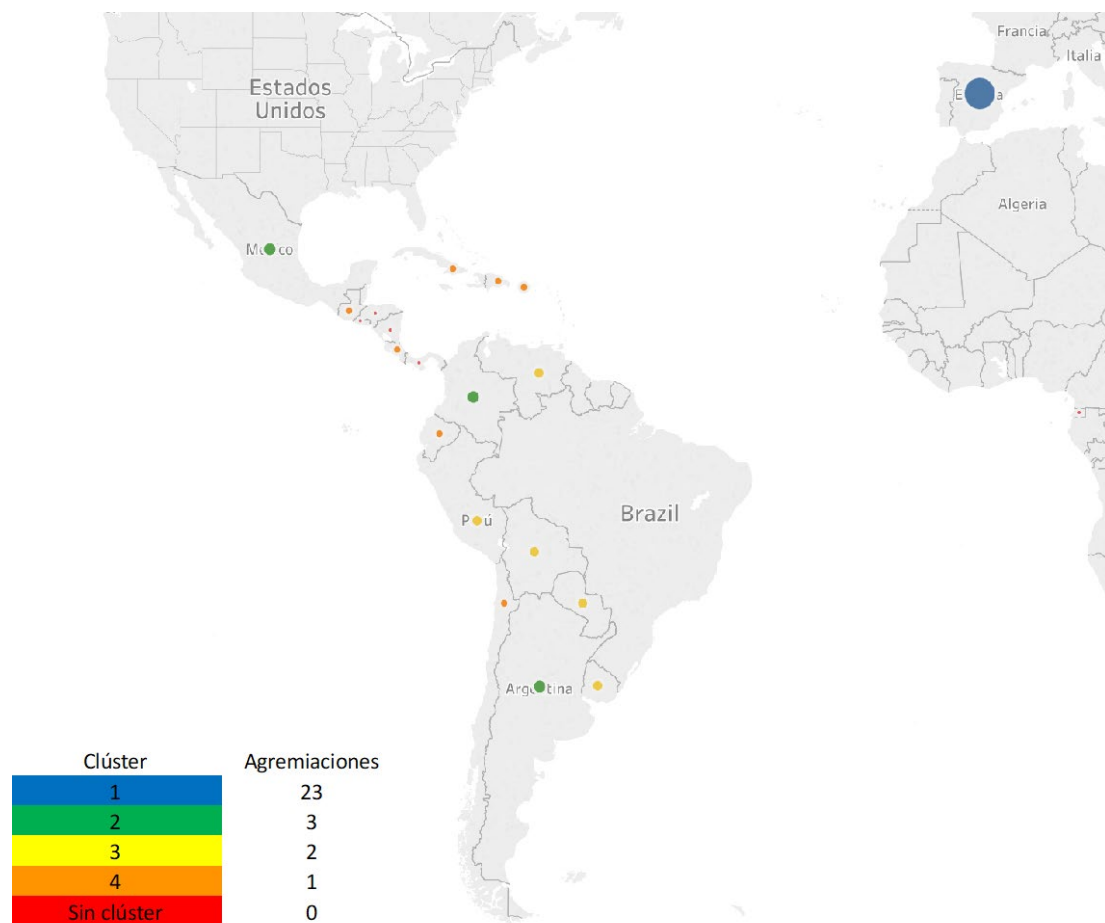 Francia
Italia
Estados
Unidos
Algeria
Brazil
Clúster Agremiaciones
1 23
2 3
3 2
4 1
Sin clúster 0